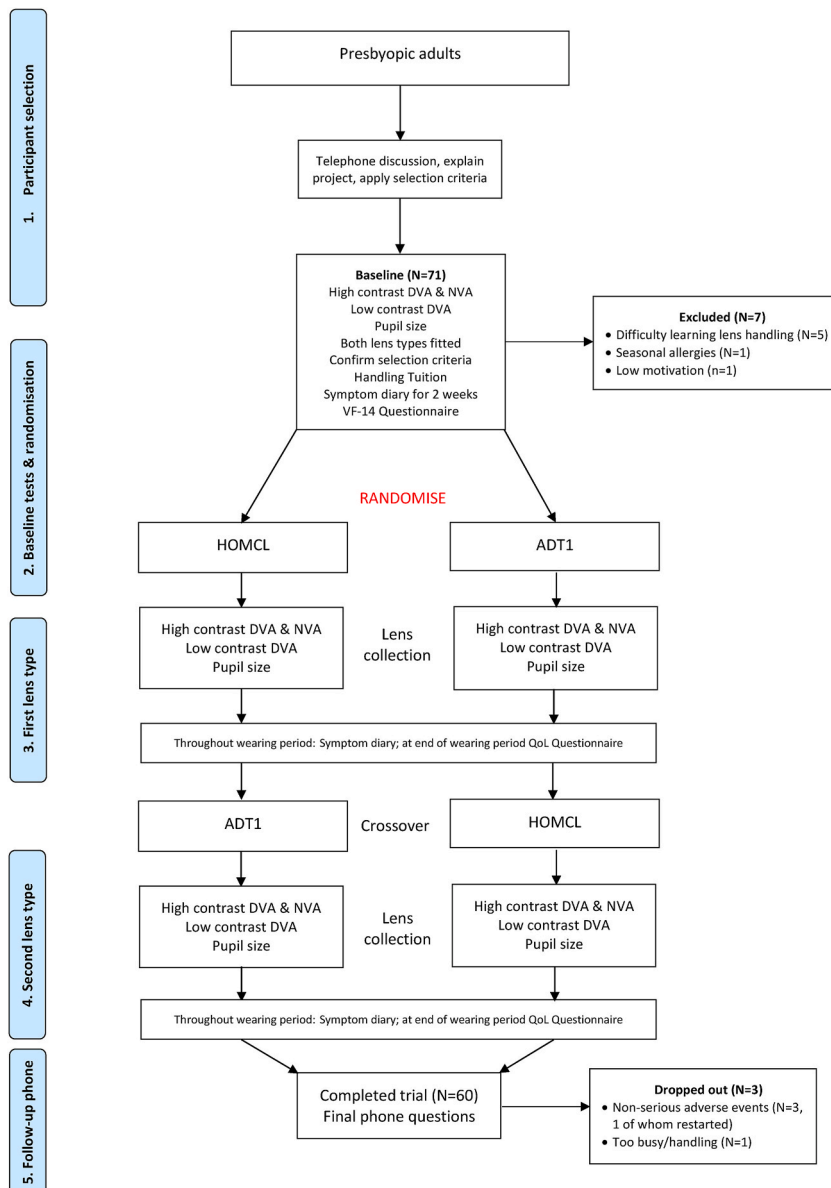 1.   Participant selection
Presbyopic adults
Telephone discussion, explain
project, apply selection criteria
Baseline (N=71)
High contrast DVA & NVA
Low contrast DVA
Pupil size
Both lens types fitted
Confirm selection criteria
Handling Tuition
Symptom diary for 2 weeks
VF-14 Questionnaire
Excluded (N=7)
• Difficulty learning lens handling (N=5)
• Seasonal allergies (N=1)
• Low motivation (n=1)
2. Baseline tests & randomisation
RANDOMISE
HOMCL
ADT1
3. First lens type
High contrast DVA & NVA
Low contrast DVA
Pupil size
Lens
collection
High contrast DVA & NVA
Low contrast DVA
Pupil size
Throughout wearing period: Symptom diary; at end of wearing period QoL Questionnaire
ADT1
Crossover
HOMCL
4. Second lens type
High contrast DVA & NVA
Low contrast DVA
Pupil size
Lens
collection
High contrast DVA & NVA
Low contrast DVA
Pupil size
Throughout wearing period: Symptom diary; at end of wearing period QoL Questionnaire
5. Follow-up phone
Completed trial (N=60)
Final phone questions
Dropped out (N=3)
• Non-serious adverse events (N=3,
1 of whom restarted)
• Too busy/handling (N=1)